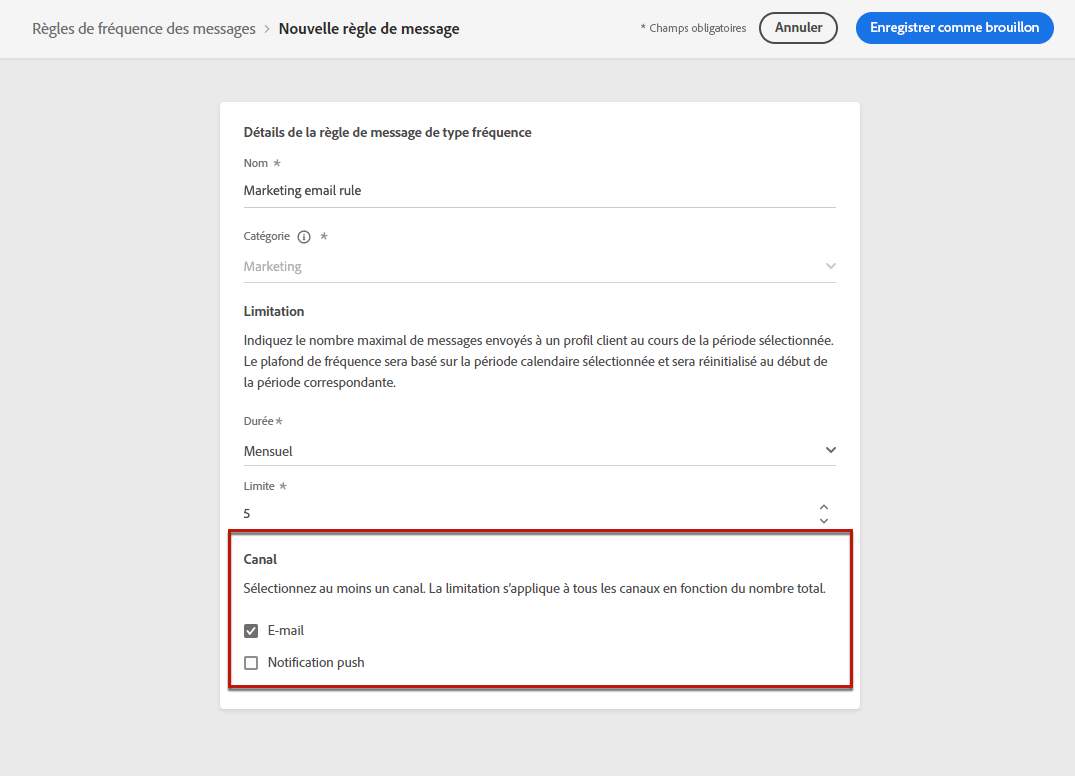 Règles de fréquence des messages > Nouvelle règle de message
* Champs obligatoires
Annuler
Enregistrer comme brouillon
Détails de la règle de message de type fréquence
Nom *
Marketing email rule
Catégorie *
Marketing
Limitation
Indiquez le nombre maximal de messages envoyés à un profil client au cours de la période sélectionnée.
Le plafond de fréquence sera basé sur la période calendaire sélectionnée et sera réinitialisé au début de
la période correspondante.
Durée *
Mensuel
Limite *
5
Canal
Sélectionnez au moins un canal. La limitation s'applique à tous les canaux en fonction du nombre total.
E-mail
Notification push